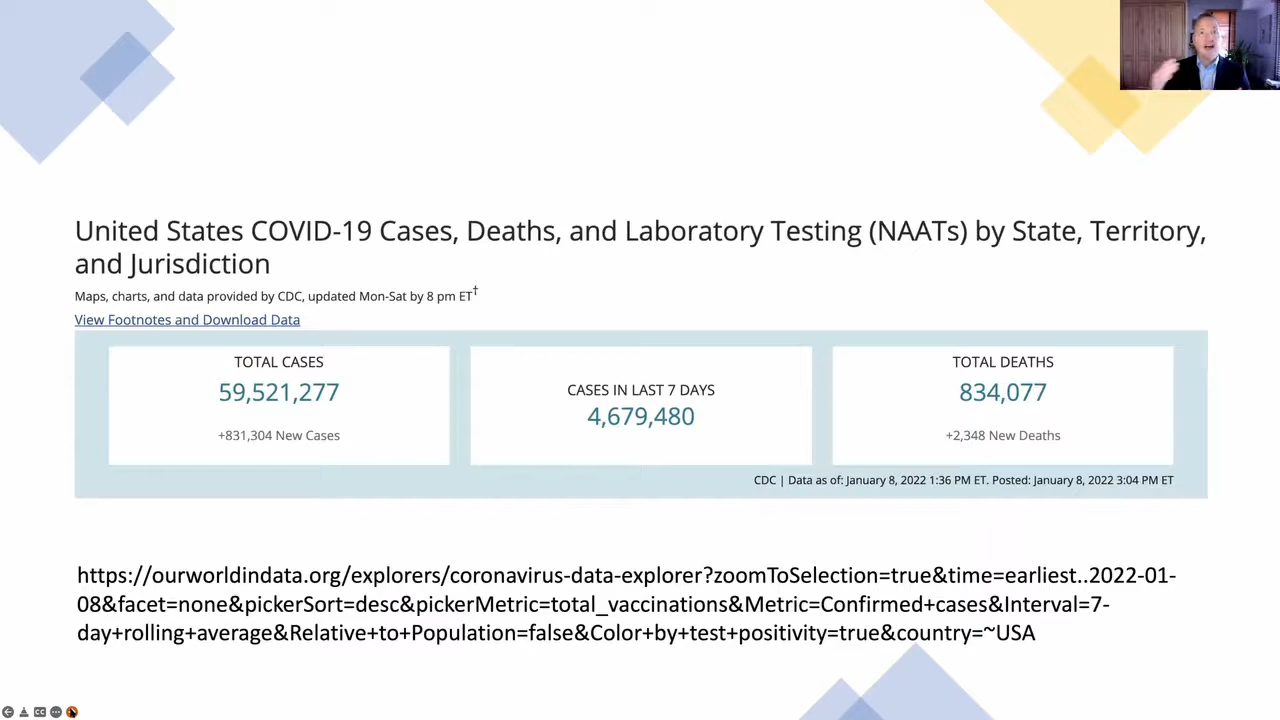 United States COVID-19 Cases, Deaths, and Laboratory Testing (NAATs) by State, Territory,
and Jurisdiction
Maps, charts, and data provided by CDC, updated Mon-Sat by 8 pm ET†
View Footnotes and Download Data
TOTAL CASES
59,521,277
+831,304 New Cases
CASES IN LAST 7 DAYS
4,679,480
TOTAL DEATHS
834,077
+2,348 New Deaths
CDC | Data as of: January 8, 2022 1:36 PM ET. Posted: January 8, 2022 3:04 PM ET
https://ourworldindata.org/explorers/coronavirus-data-explorer?zoomToSelection=true&time=earliest..2022-01-
08&facet=none&pickerSort=desc&pickerMetric=total_vaccinations&Metric=Confirmed+cases&Interval=7-
day+rolling+average&Relative+to+Population=false&Color+by+test+positivity=true&country=~USA
CC